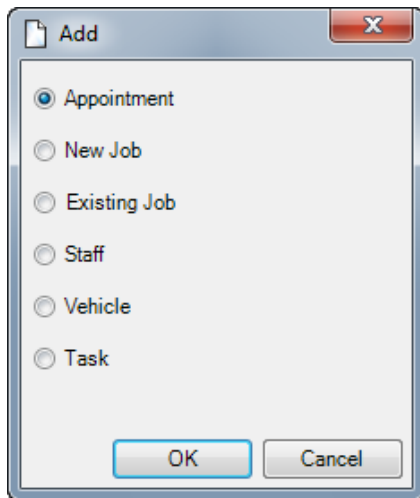 Add
Appointment
New Job
Existing Job
Staff
Vehicle
Task
OK
Cancel